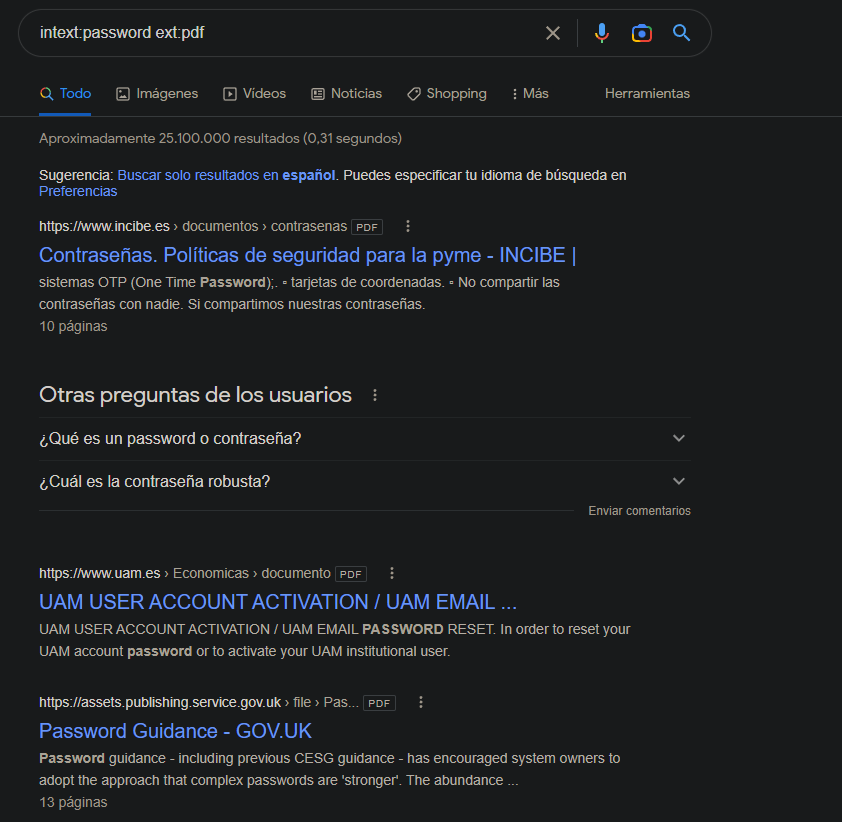 intext:password ext:pdf
Todo Imágenes Vídeos Noticias Shopping Más Herramientas
Aproximadamente 25.100.000 resultados (0,31 segundos)
Sugerencia: Buscar solo resultados en español. Puedes especificar tu idioma de búsqueda en
Preferencias
https://www.incibe.es › documentos › contrasenas PDF
Contraseñas. Políticas de seguridad para la pyme - INCIBE |
sistemas OTP (One Time Password);. ▫ tarjetas de coordenadas. ▫ No compartir las
contraseñas con nadie. Si compartimos nuestras contraseñas.
10 páginas
Otras preguntas de los usuarios
¿Qué es un password o contraseña?
¿Cuál es la contraseña robusta?
Enviar comentarios
https://www.uam.es › Economicas › documento PDF
UAM USER ACCOUNT ACTIVATION / UAM EMAIL ...
UAM USER ACCOUNT ACTIVATION / UAM EMAIL PASSWORD RESET. In order to reset your
UAM account password or to activate your UAM institutional user.
https://assets.publishing.service.gov.uk › file › Pas... PDF
Password Guidance - GOV.UK
Password guidance - including previous CESG guidance - has encouraged system owners to
adopt the approach that complex passwords are 'stronger'. The abundance ...
13 páginas